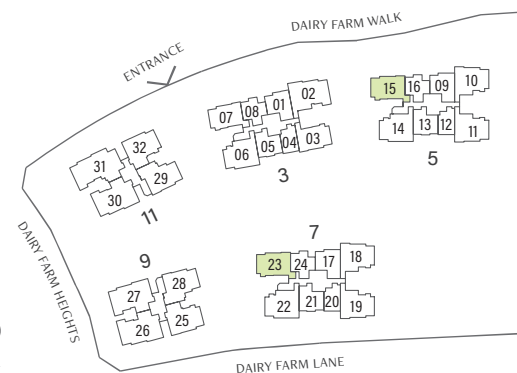 DAIRY FARM WALK
ENTRANCE
15 16 09 10
14 13 12 11
5
07 08 01 02
06 05 04 03
3
31 32
30 29
11
DAIRY FARM HEIGHTS
9
27 28
26 25
7
23 24 17 18
22 21 20 19
DAIRY FARM LANE